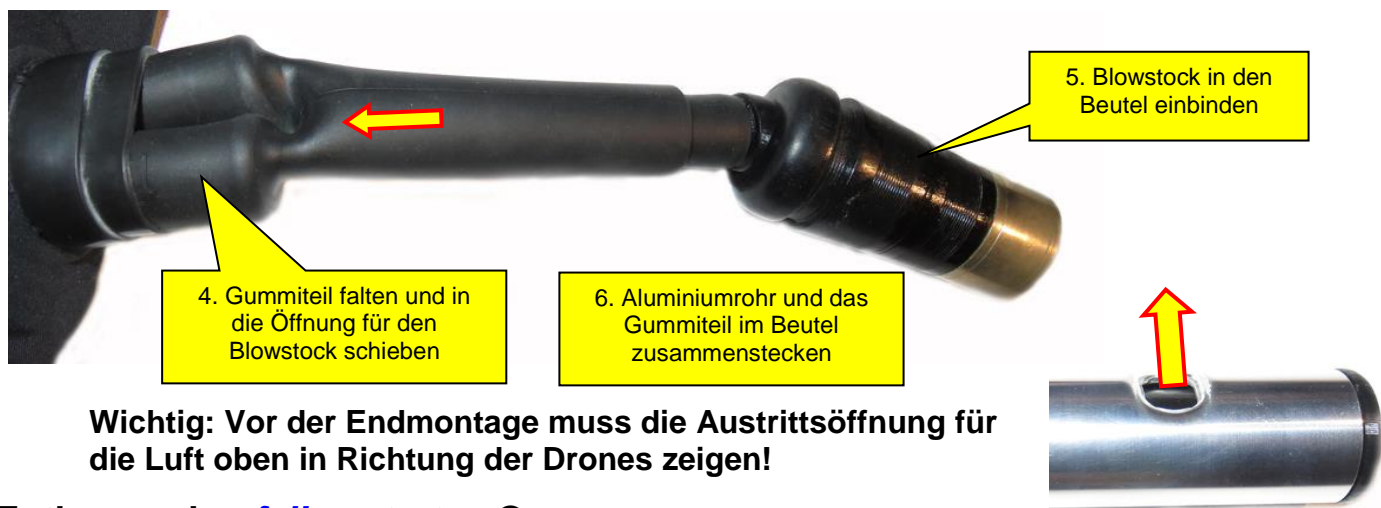 5. Blowstock in den
Beutel einbinden
4. Gummiteil falten und in
die Öffnung für den
Blowstock schieben
6. Aluminiumrohr und das
Gummiteil im Beutel
zusammenstecken
Wichtig: Vor der Endmontage muss die Austrittsöffnung für
die Luft oben in Richtung der Drones zeigen!